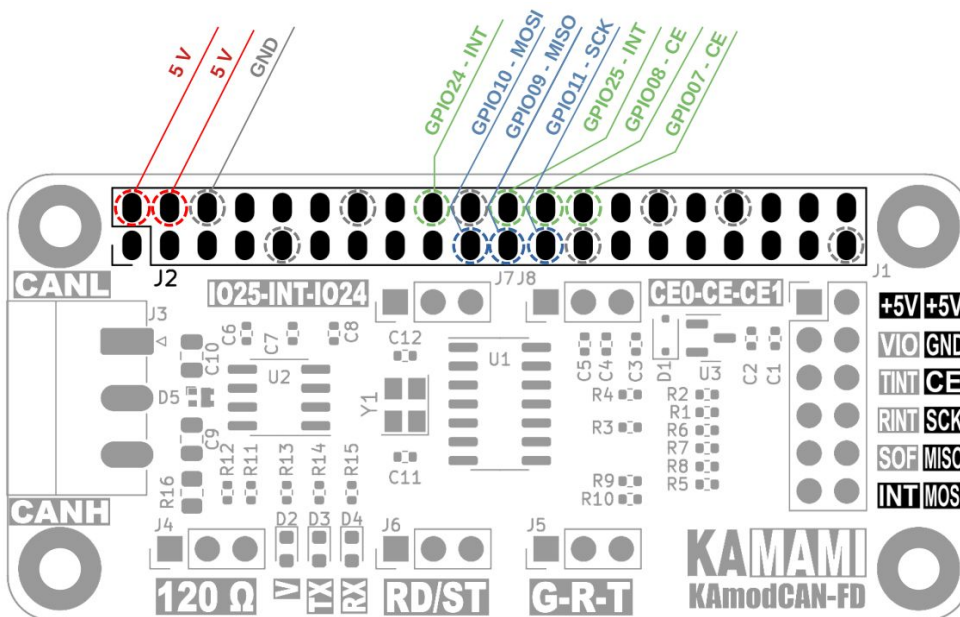 5 V
5 V
GND
GPIO24 - INT
GPIO10 - MOSI
GPIO09 - MISO
GPIO11 - SCK
GPIO25 - INT
GPIO08 - CE
GPIO07 - CE
CANL
J2
IO25-INT-IO24
J7
J8
CE0-CE-CE1
J1
J3
C10
C6
C7
C8
C12
U1
C5
C4
C3
D1
U3
C2
C1
+5V +5V
VIO GND
TINT CE
RINT SCK
SOF MISO
INT MOSI
D5
U2
Y1
R4
R3
R9
R10
R2
R1
R6
R7
R8
R5
C9
R16
R12
R11
R13
R14
R15
C11
CANH
J4
D2
D3
D4
J6
J5
120 Ω
V
TX
RX
RD/ST
G-R-T
KAMAMI
KAmodCAN-FD